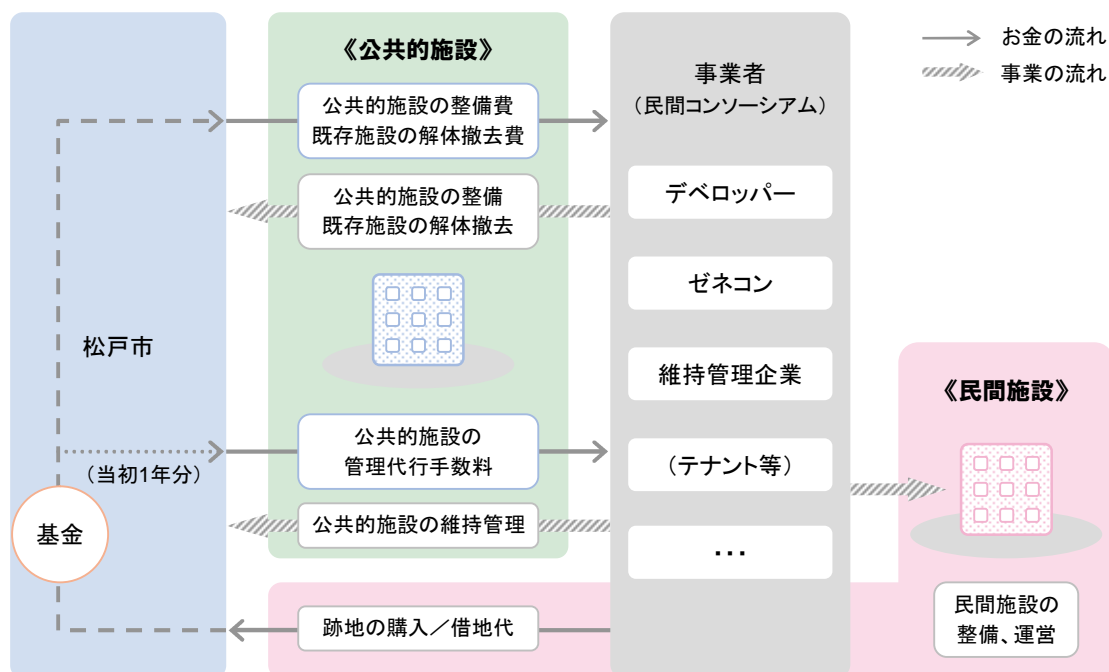 《公共的施設》
お金の流れ
事業の流れ
事業者
（民間コンソーシアム）
公共的施設の整備費
既存施設の解体撤去費
公共的施設の整備
既存施設の解体撤去
デベロッパー
ゼネコン
松戸市
維持管理企業
《民間施設》
公共的施設の
管理代行手数料
（テナント等）
（当初1年分）
基金
公共的施設の維持管理
・・・
跡地の購入／借地代
民間施設の
整備、運営